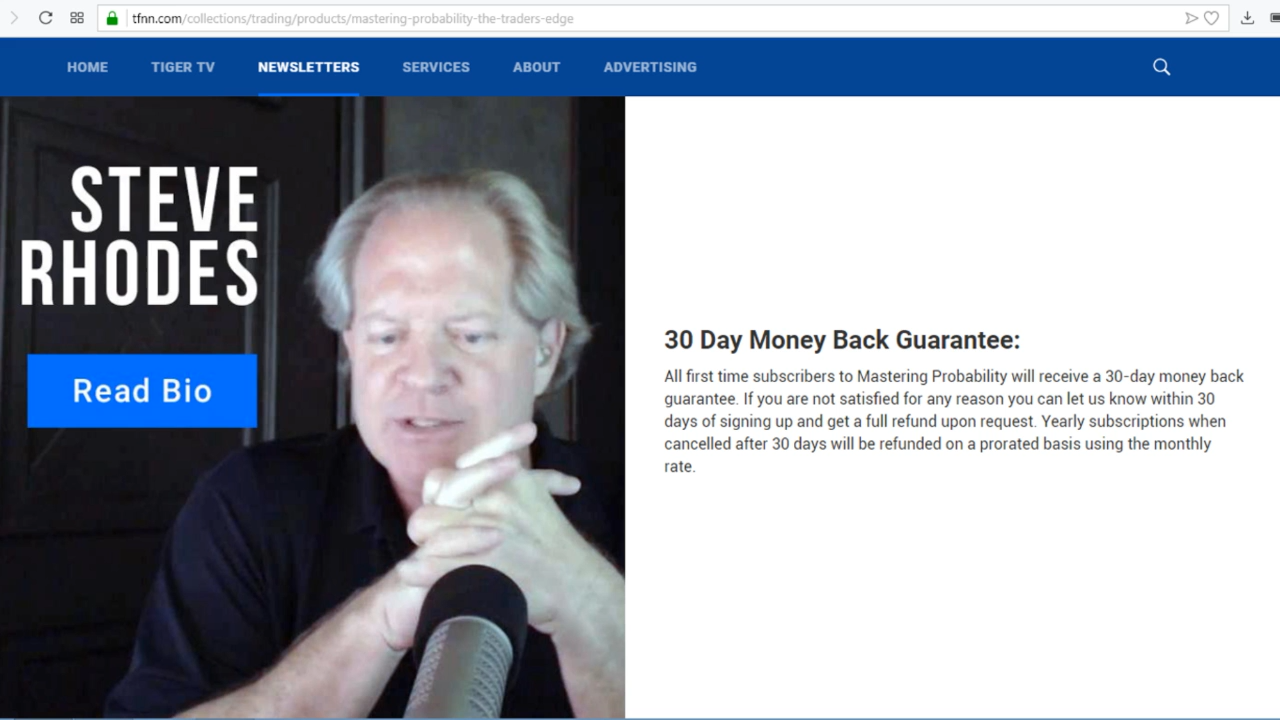 tfnn.com/collections/trading/products/mastering-probability-the-traders-edge
HOME TIGER TV NEWSLETTERS SERVICES ABOUT ADVERTISING
STEVE
RHODES
Read Bio
30 Day Money Back Guarantee:
All first time subscribers to Mastering Probability will receive a 30-day money back
guarantee. If you are not satisfied for any reason you can let us know within 30
days of signing up and get a full refund upon request. Yearly subscriptions when
cancelled after 30 days will be refunded on a prorated basis using the monthly
rate.